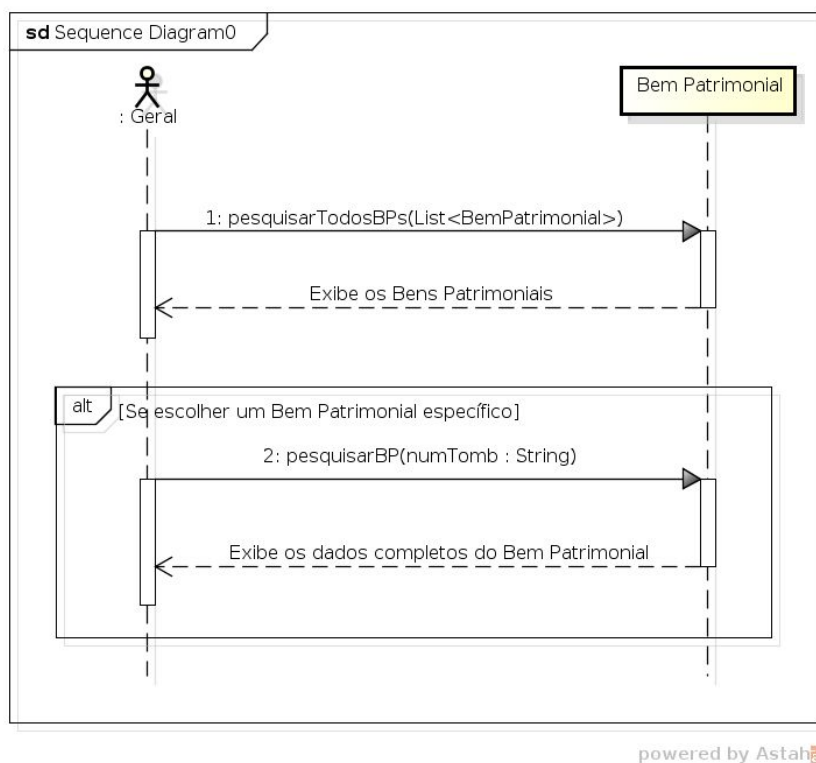 sd Sequence Diagram0
: Geral
Bem Patrimonial
1: pesquisarTodosBPs(List<BemPatrimonial>)
Exibe os Bens Patrimoniais
alt
[Se escolher um Bem Patrimonial específico]
2: pesquisarBP(numTomb : String)
Exibe os dados completos do Bem Patrimonial
powered by Astah